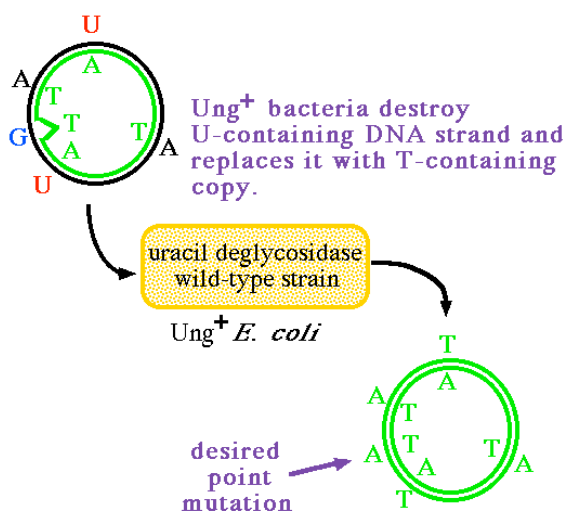 U
A
A
T
T
G
T
A
A
U
Ung+ bacteria destroy
U-containing DNA strand and
replaces it with T-containing
copy.
uracil deglycosidase
wild-type strain
Ung+ E. coli
T
A
A
T
A
T
T
A
A
T
desired
point
mutation